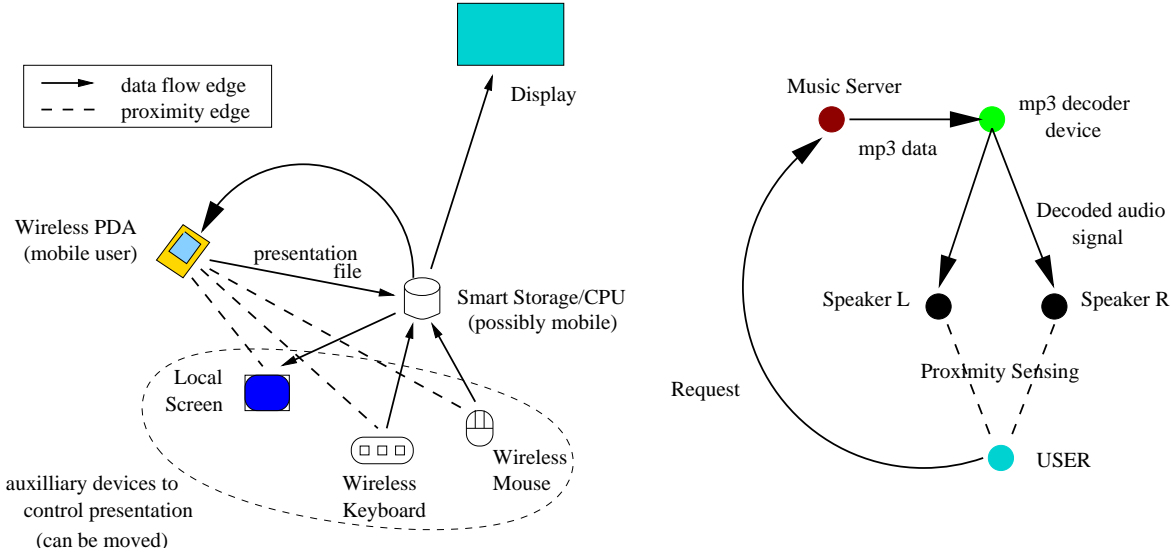 data flow edge
proximity edge
Display
Wireless PDA
(mobile user)
presentation
file
Smart Storage/CPU
(possibly mobile)
Local
Screen
Wireless
Keyboard
Wireless
Mouse
auxilliary devices to
control presentation
(can be moved)
Music Server
mp3 decoder
device
mp3 data
Decoded audio
signal
Speaker L
Speaker R
Proximity Sensing
Request
USER